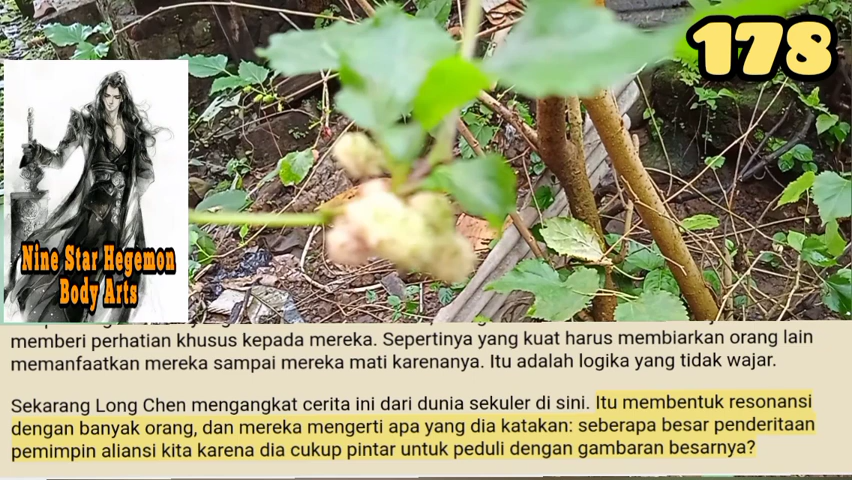 178
Nine Star Hegemon
Body Arts
memberi perhatian khusus kepada mereka. Sepertinya yang kuat harus membiarkan orang lain
memanfaatkan mereka sampai mereka mati karenanya. Itu adalah logika yang tidak wajar.
Sekarang Long Chen mengangkat cerita ini dari dunia sekuler di sini. Itu membentuk resonansi
dengan banyak orang, dan mereka mengerti apa yang dia katakan: seberapa besar penderitaan
pemimpin aliansi kita karena dia cukup pintar untuk peduli dengan gambaran besarnya?